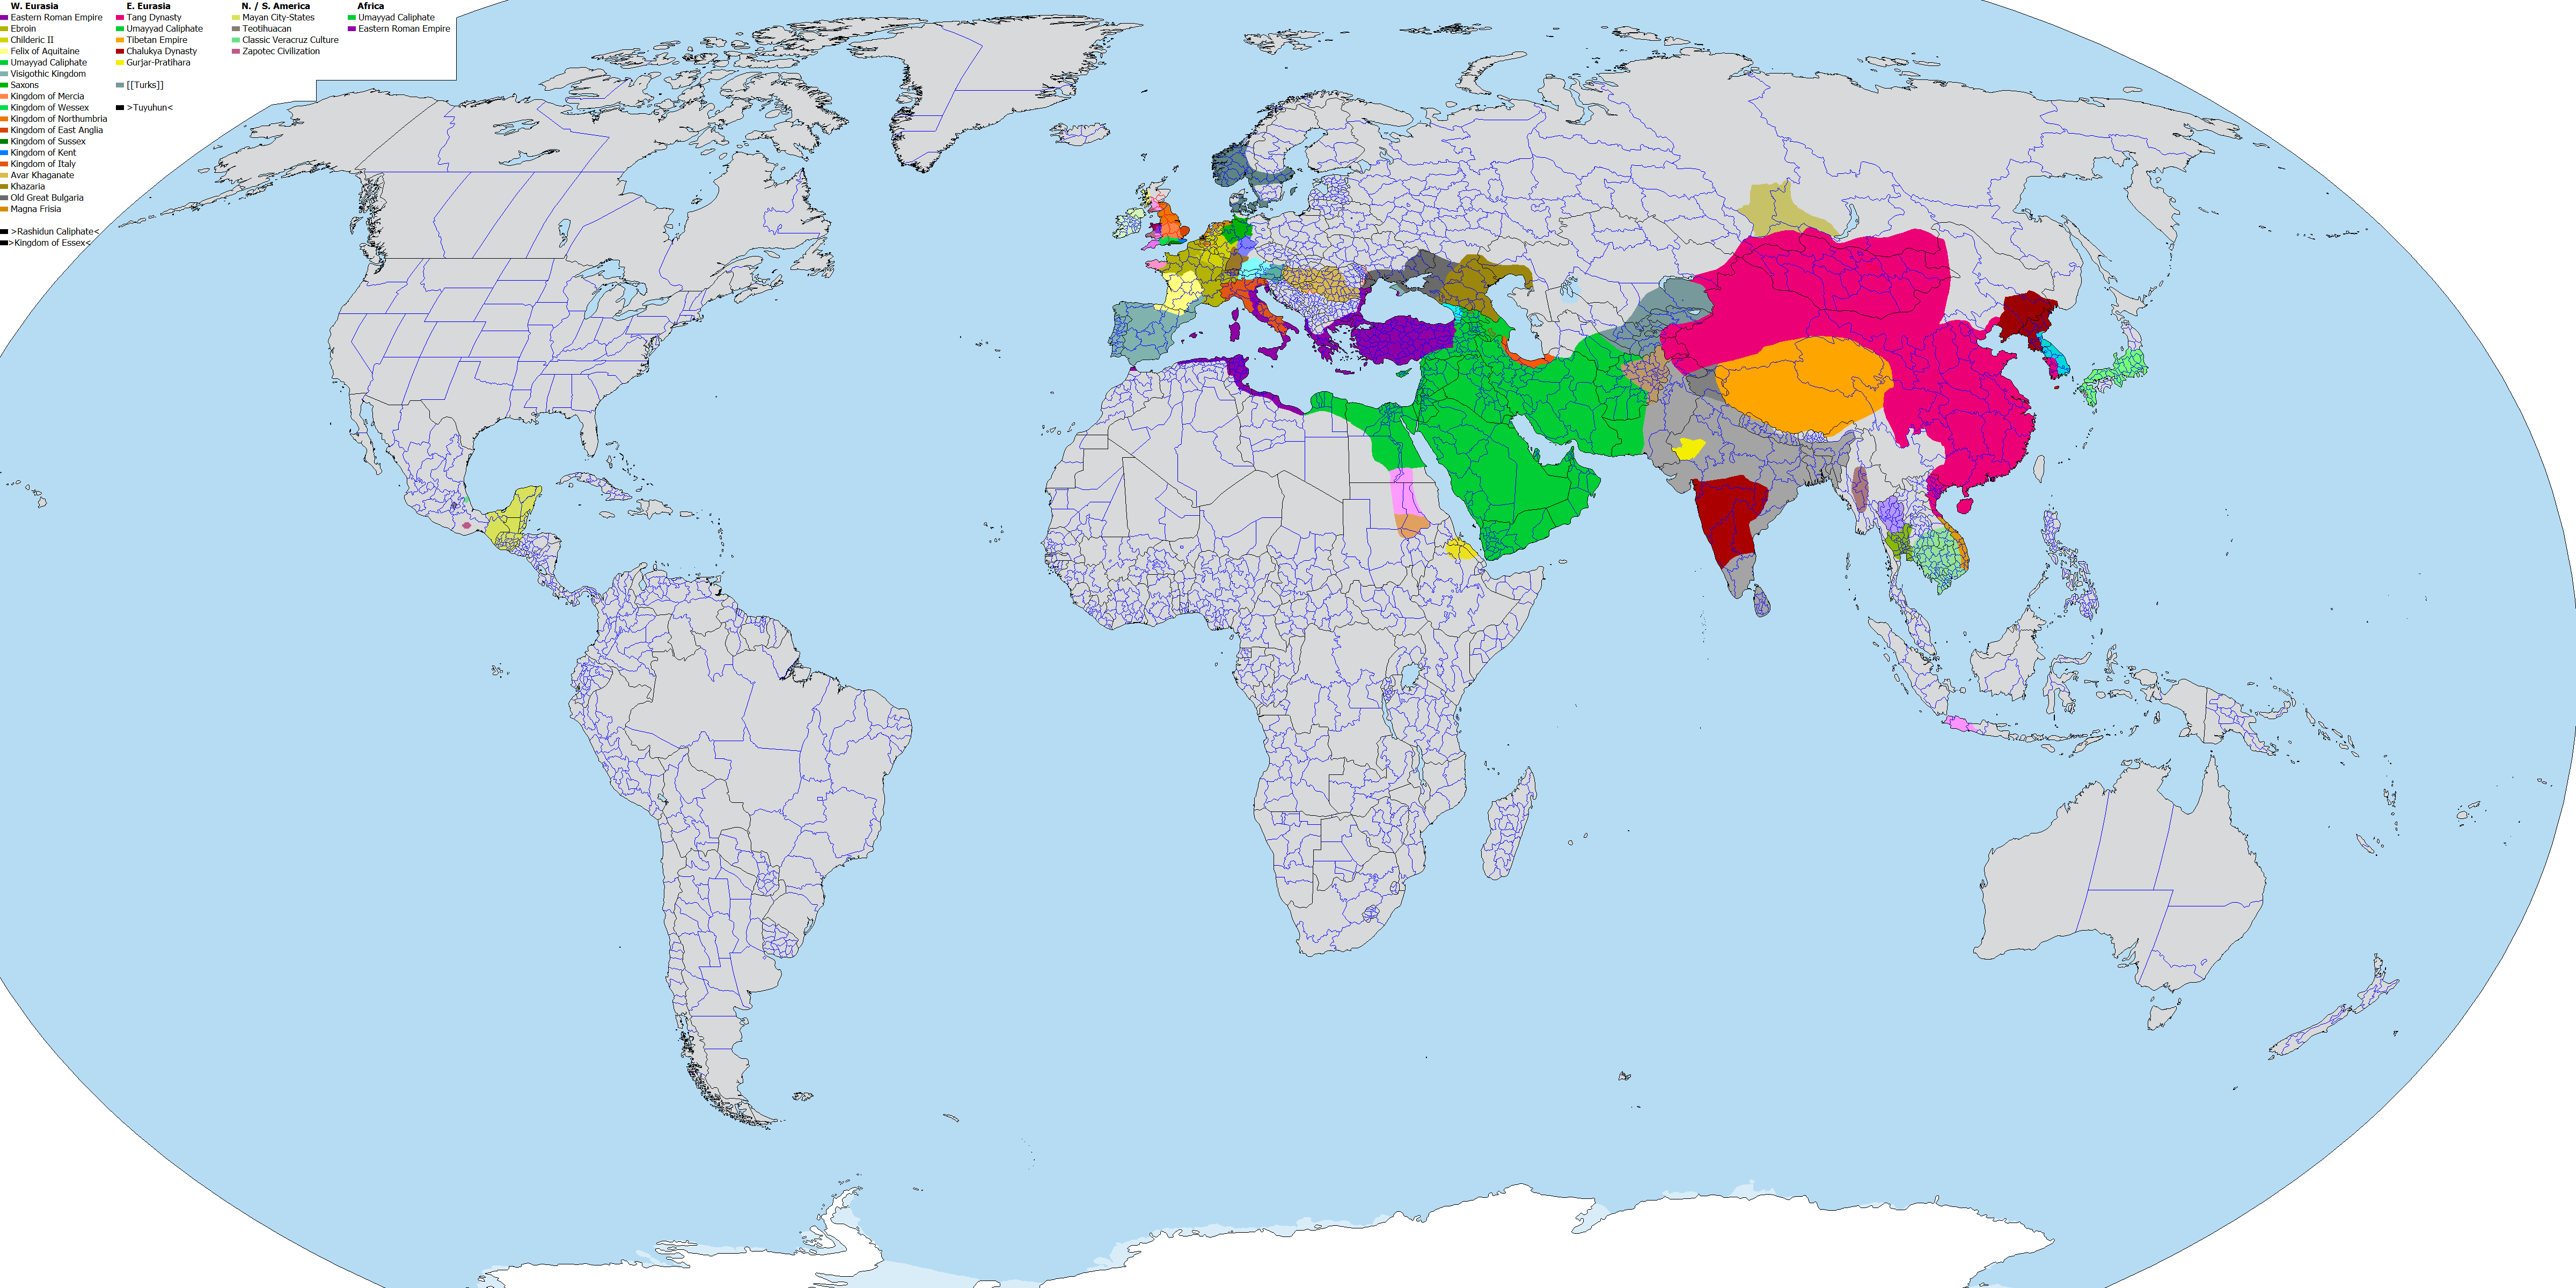 W. Eurasia
Eastern Roman Empire
Ebroin
Childeric II
Felix of Aquitaine
Umayyad Caliphate
Visigothic Kingdom
Saxons
Kingdom of Mercia
Kingdom of Wessex
Kingdom of Northumbria
Kingdom of East Anglia
Kingdom of Sussex
Kingdom of Kent
Kingdom of Italy
Avar Khaganate
Khazaria
Old Great Bulgaria
Magna Frisia
>Rashidun Caliphate<
>Kingdom of Essex<
E. Eurasia
Tang Dynasty
Umayyad Caliphate
Tibetan Empire
Chalukya Dynasty
Gurjar-Pratihara
[[Turks]]
>Tuyuhun<
N. / S. America
Mayan City-States
Teotihuacan
Classic Veracruz Culture
Zapotec Civilization
Africa
Umayyad Caliphate
Eastern Roman Empire